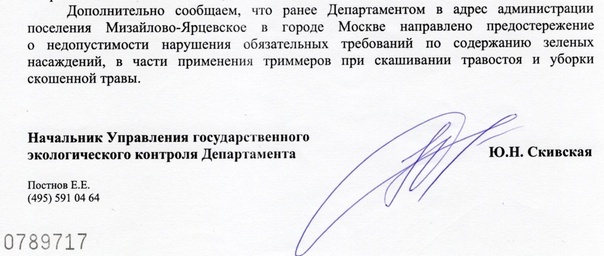 Дополнительно сообщаем, что ранее Департаментом в адрес администрации
поселения Мизайлово-Ярцевское в городе Москве направлено предостережение
о недопустимости нарушения обязательных требований по содержанию зеленых
насаждений, в части применения триммеров при скашивании травостоя и уборки
скошенной травы.
Начальник Управления государственного
экологического контроля Департамента
Ю.Н. Скивская
Постнов Е.Е.
(495) 591 04 64
0789717